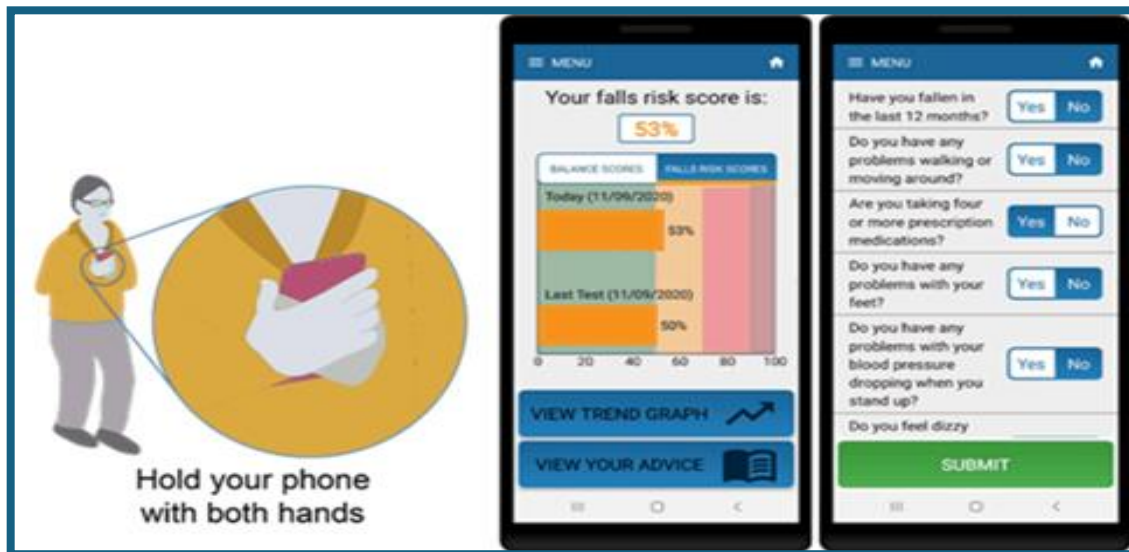 Hold your phone
with both hands
MENU
Your falls risk score is:
53%
BALANCE SCORES FALLS RISK SCORES
Today (11/09/2020)
53%
Last Test (11/09/2020)
50%
0 20 40 60 80 100
VIEW TREND GRAPH
VIEW YOUR ADVICE
MENU
Have you fallen in
the last 12 months?
Yes No
Do you have any
problems walking or
moving around?
Yes No
Are you taking four
or more prescription
medications?
Yes No
Do you have any
problems with your
feet?
Yes No
Do you have any
problems with your
blood pressure
dropping when you
stand up?
Yes No
Do you feel dizzy
SUBMIT